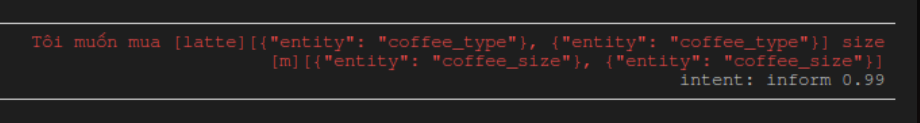 Tôi muốn mua [latte][{"entity": "coffee_type"}, {"entity": "coffee_type"}] size
[m][{"entity": "coffee_size"}, {"entity": "coffee_size"}]
intent: inform 0.99